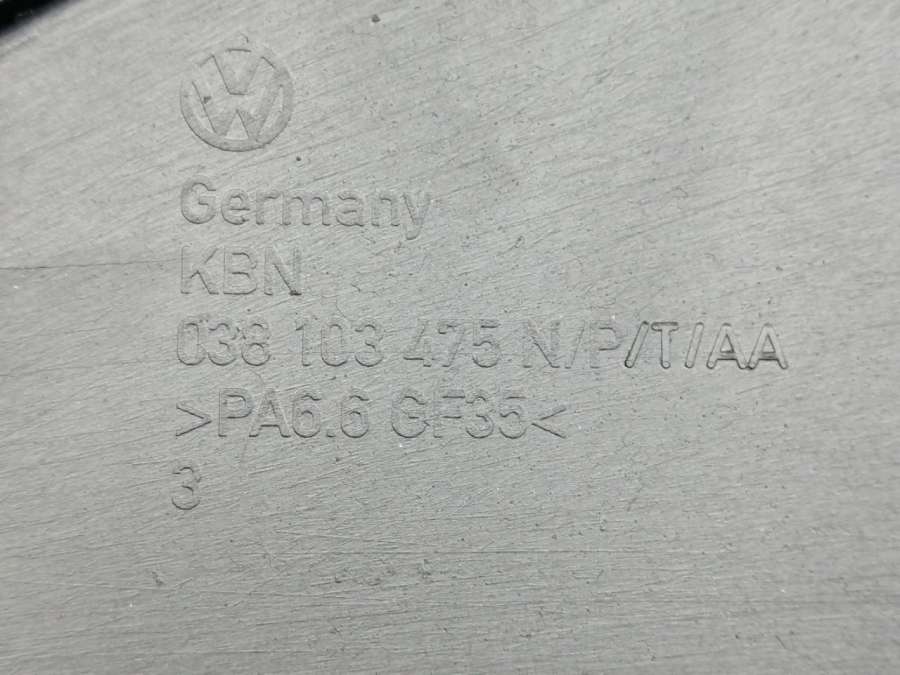 Germany
KBN
038 103 475 N/P/T/AA
>PA6.6 GF35<
3